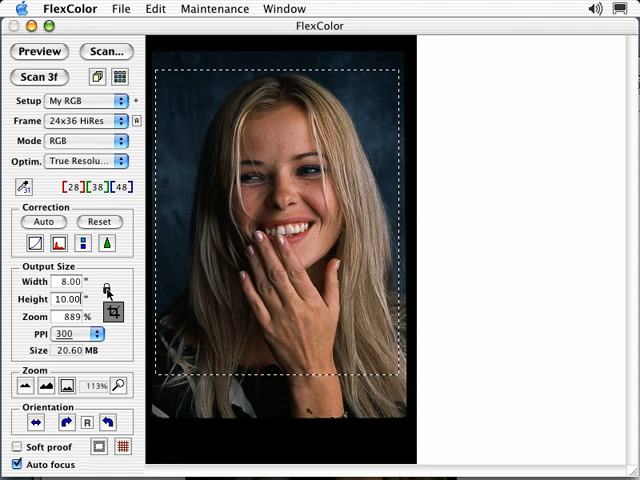 FlexColor File Edit Maintenance Window
FlexColor
Preview Scan...
Scan 3f
Setup My RGB +
Frame 24x36 HiRes R
Mode RGB
Optim. True Resolu...
31 [28][38][48]
Correction
Auto Reset
Output Size
Width 8.00 "
Height 10.00 "
Zoom 889 %
PPI 300
Size 20.60 MB
Zoom
113%
Orientation
R
Soft proof
Auto focus